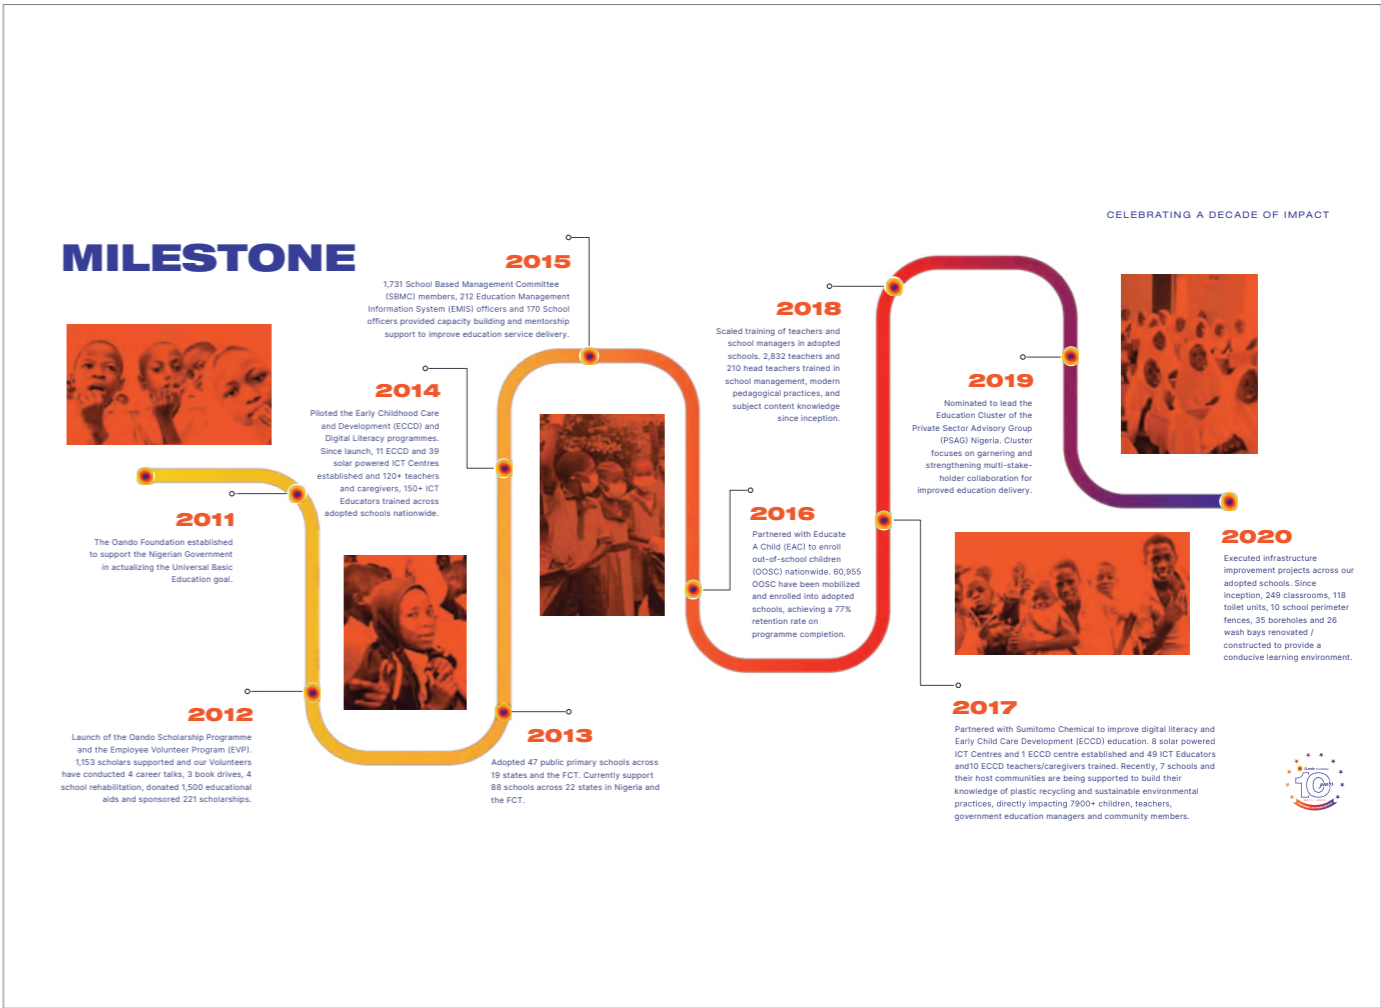 CELEBRATING A DECADE OF IMPACT
MILESTONE
2011
The Oando Foundation established
to support the Nigerian Government
in actualizing the Universal Basic
Education goal.
2012
Launch of the Oando Scholarship Programme
and the Employee Volunteer Program (EVP).
1,153 scholars supported and our Volunteers
have conducted 4 career talks, 3 book drives, 4
school rehabilitation, donated 1,500 educational
aids and sponsored 221 scholarships.
2013
Adopted 47 public primary schools across
19 states and the FCT. Currently support
88 schools across 22 states in Nigeria and
the FCT.
2014
Piloted the Early Childhood Care
and Development (ECCD) and
Digital Literacy programmes.
Since launch, 11 ECCD and 39
solar powered ICT Centres
established and 120+ teachers
and caregivers, 150+ ICT
Educators trained across
adopted schools nationwide.
2015
1,731 School Based Management Committee
(SBMC) members, 212 Education Management
Information System (EMIS) officers and 170 School
officers provided capacity building and mentorship
support to improve education service delivery.
2016
Partnered with Educate
A Child (EAC) to enroll
out-of-school children
(OOSC) nationwide. 60,955
OOSC have been mobilized
and enrolled into adopted
schools, achieving a 77%
retention rate on
programme completion.
2017
Partnered with Sumitomo Chemical to improve digital literacy and
Early Child Care Development (ECCD) education. 8 solar powered
ICT Centres and 1 ECCD centre established and 49 ICT Educators
and10 ECCD teachers/caregivers trained. Recently, 7 schools and
their host communities are being supported to build their
knowledge of plastic recycling and sustainable environmental
practices, directly impacting 7900+ children, teachers,
government education managers and community members.
2018
Scaled training of teachers and
school managers in adopted
schools. 2,832 teachers and
210 head teachers trained in
school management, modern
pedagogical practices, and
subject content knowledge
since inception.
2019
Nominated to lead the
Education Cluster of the
Private Sector Advisory Group
(PSAG) Nigeria. Cluster
focuses on garnering and
strengthening multi-stake-
holder collaboration for
improved education delivery.
2020
Executed infrastructure
improvement projects across our
adopted schools. Since
inception, 249 classrooms, 118
toilet units, 10 school perimeter
fences, 35 boreholes and 26
wash bays renovated /
constructed to provide a
conducive learning environment.
Oando
10